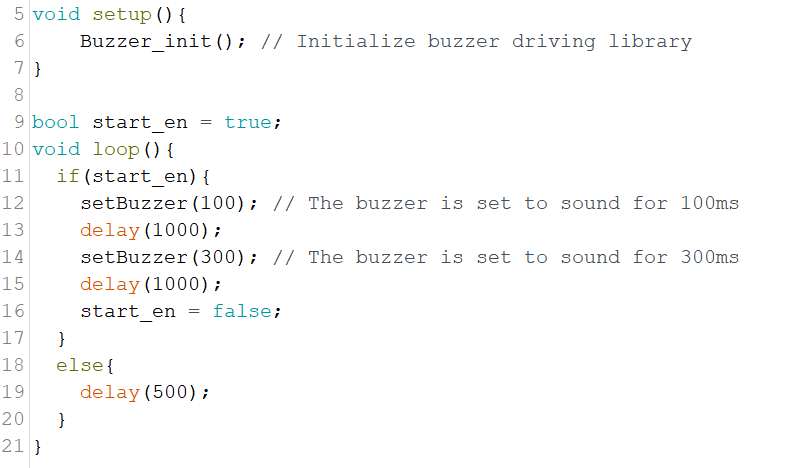 5 void setup(){
6     Buzzer_init(); // Initialize buzzer driving library
7 }
8
9 bool start_en = true;
10 void loop(){
11   if(start_en){
12     setBuzzer(100); // The buzzer is set to sound for 100ms
13     delay(1000);
14     setBuzzer(300); // The buzzer is set to sound for 300ms
15     delay(1000);
16     start_en = false;
17   }
18   else{
19     delay(500);
20   }
21 }